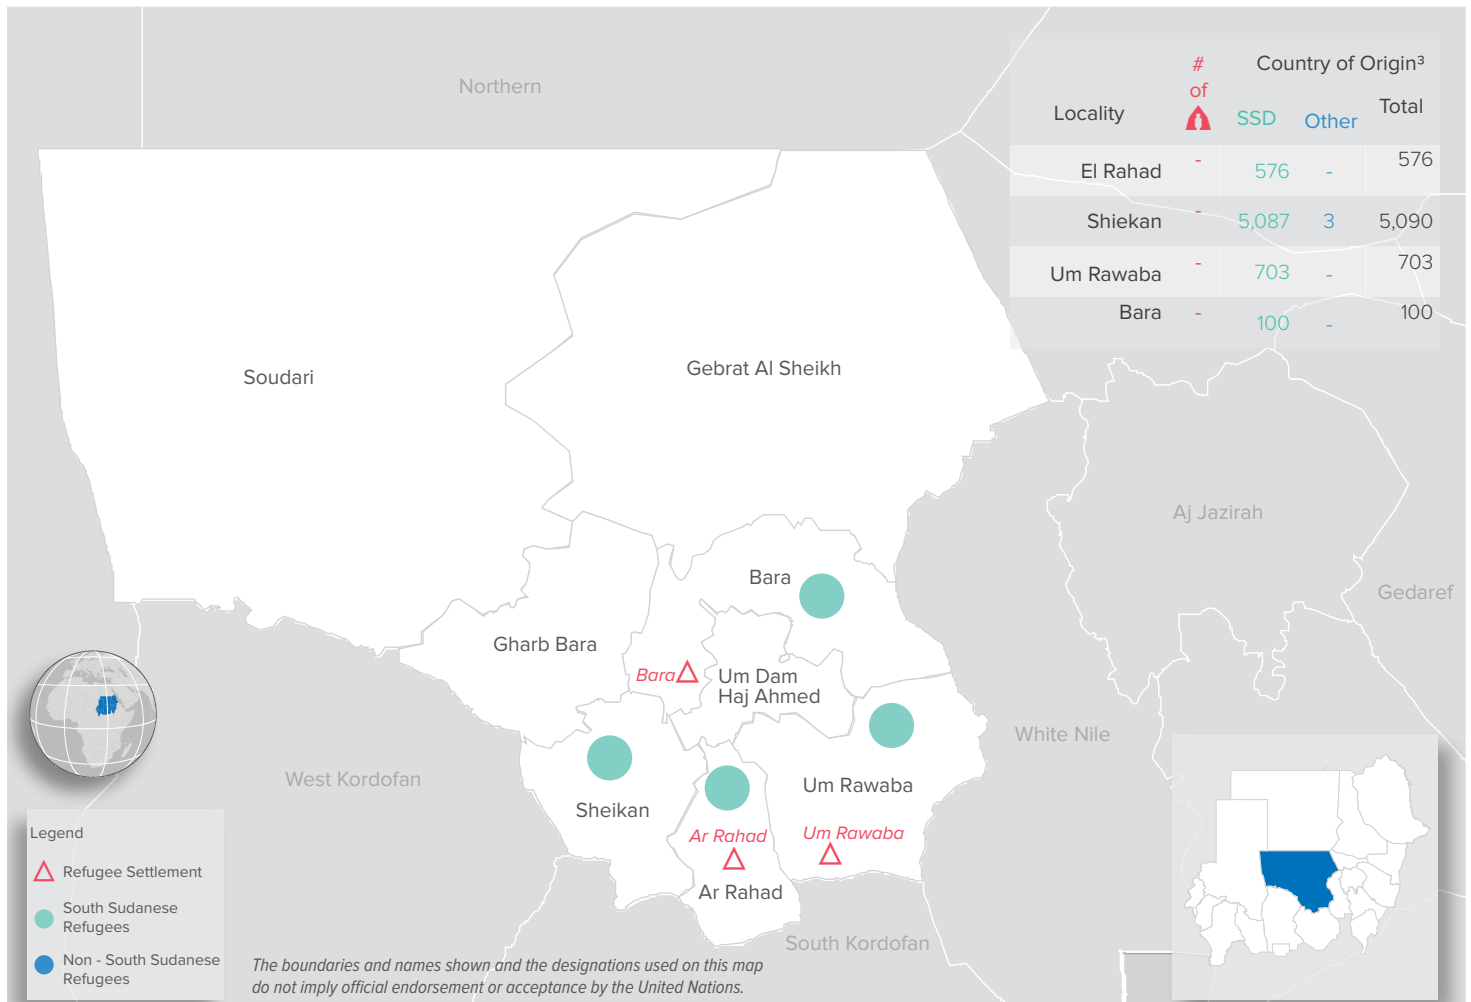 Northern
# of
Country of Origin³
Locality
SSD
Other
Total
El Rahad - 576 - 576
Shiekan - 5,087 3 5,090
Um Rawaba - 703 - 703
Bara - 100 - 100
Soudari
Gebrat Al Sheikh
Aj Jazirah
Gedaref
Bara
Gharb Bara
Bara
Um Dam
Haj Ahmed
White Nile
West Kordofan
Sheikan
Um Rawaba
Ar Rahad
Um Rawaba
Ar Rahad
South Kordofan
Legend
Refugee Settlement
South Sudanese
Refugees
Non - South Sudanese
Refugees
The boundaries and names shown and the designations used on this map
do not imply official endorsement or acceptance by the United Nations.